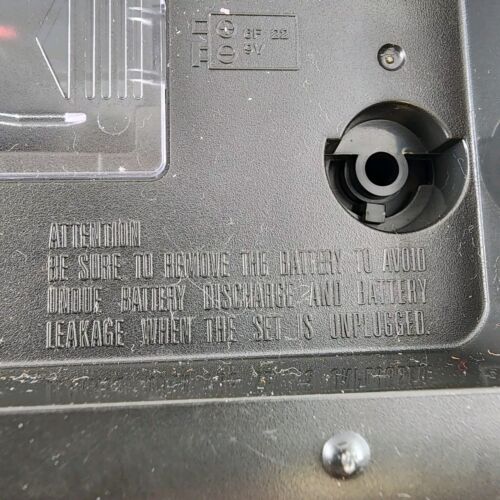 6F 22
9V
ATTENTION
BE SURE TO REMOVE THE BATTERY TO AVOID
UNDUE BATTERY DISCHARGE AND BATTERY
LEAKAGE WHEN THE SET IS UNPLUGGED.